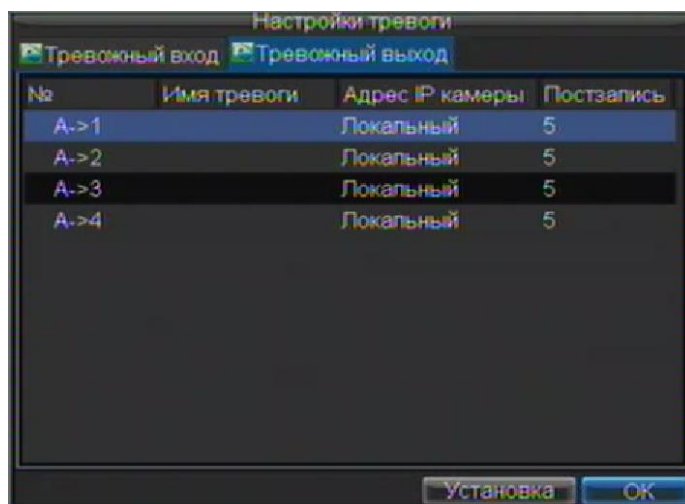 Настройки тревоги
Тревожный вход Тревожный выход
№ Имя тревоги Адрес IP камеры Постзапись
A->1 Локальный 5
A->2 Локальный 5
A->3 Локальный 5
A->4 Локальный 5
Установка OK